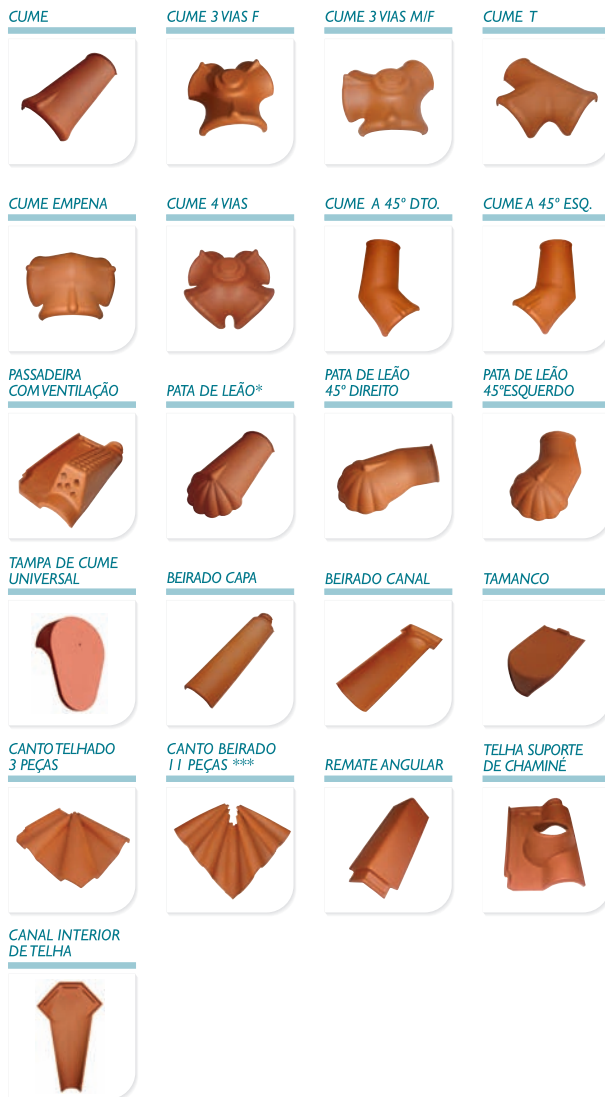 CUME
CUME 3 VIAS F
CUME 3 VIAS M/F
CUME T
CUME EMPENA
CUME 4 VIAS
CUME A 45º DTO.
CUME A 45º ESQ.
PASSADEIRA
COM VENTILAÇÃO
PATA DE LEÃO*
PATA DE LEÃO
45º DIREITO
PATA DE LEÃO
45ºESQUERDO
TAMPA DE CUME
UNIVERSAL
BEIRADO CAPA
BEIRADO CANAL
TAMANCO
CANTO TELHADO
3 PEÇAS
CANTO BEIRADO
11 PEÇAS ***
REMATE ANGULAR
TELHA SUPORTE
DE CHAMINÉ
CANAL INTERIOR
DE TELHA